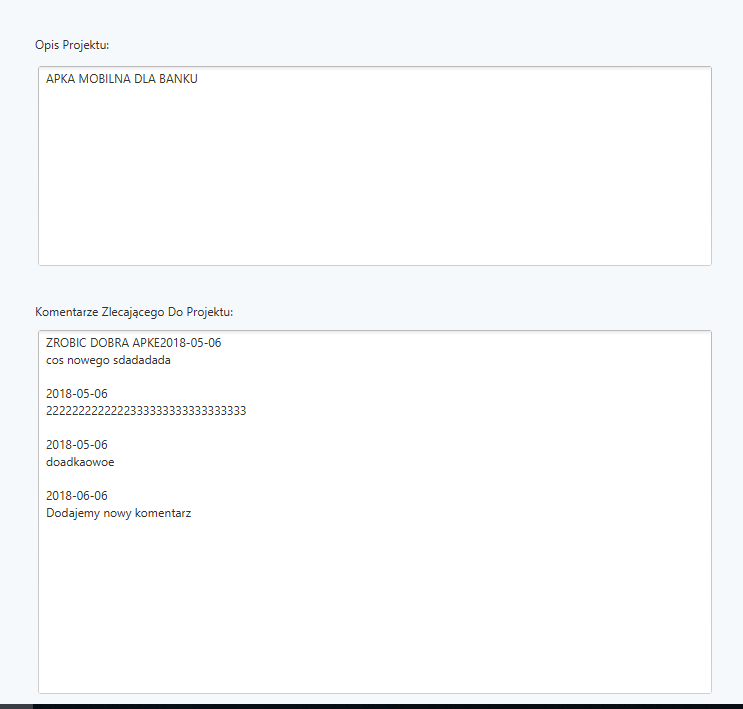 Opis Projektu:
APKA MOBILNA DLA BANKU
Komentarze Zlecającego Do Projektu:
ZROBIC DOBRA APKE2018-05-06
cos nowego sdadadada
2018-05-06
2222222222222333333333333333333
2018-05-06
doadkaowoe
2018-06-06
Dodajemy nowy komentarz